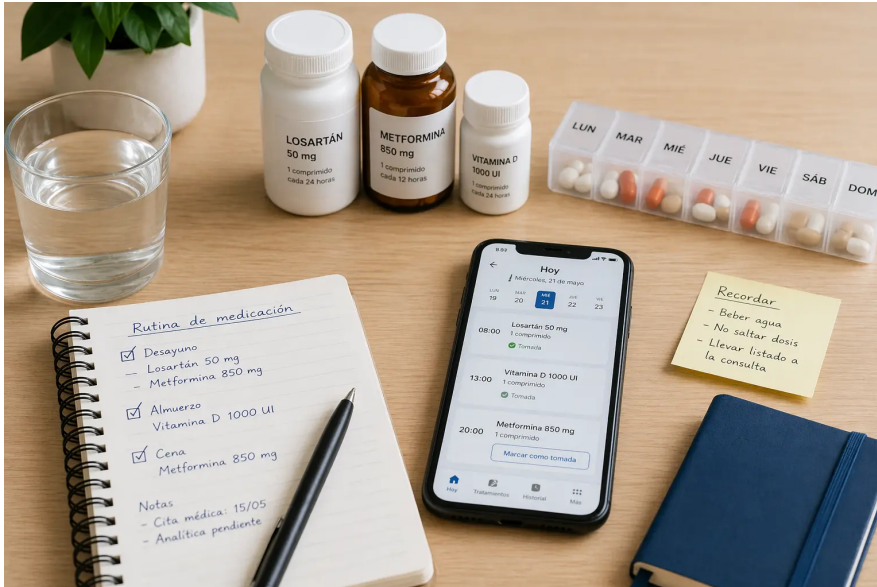 LOSARTÁN
50 mg
1 comprimido
cada 24 horas
METFORMINA
850 mg
1 comprimido
cada 12 horas
VITAMINA D
1000 UI
1 comprimido
cada 24 horas
LUN
MAR
MIÉ
JUE
VIE
SÁB
DOM
Rutina de medicación
Desayuno
– Losartán 50 mg
– Metformina 850 mg
Almuerzo
Vitamina D 1000 UI
Cena
Metformina 850 mg
Notas
– Cita médica: 15/05
– Analítica pendiente
Hoy
Miércoles, 21 de mayo
LUN MAR MIÉ JUE VIE
19 20 21 22 23
08:00 Losartán 50 mg
1 comprimido
Tomada
13:00 Vitamina D 1000 UI
1 comprimido
Tomada
20:00 Metformina 850 mg
1 comprimido
Marcar como tomada
Hoy Tratamientos Historial Más
Recordar
– Beber agua
– No saltar dosis
– Llevar listado a
la consulta